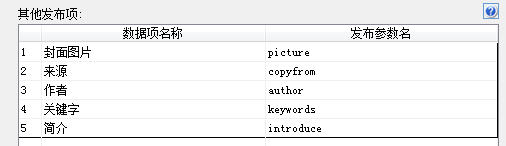 其他发布项:
数据项名称 发布参数名
1 封面图片 picture
2 来源 copyfrom
3 作者 author
4 关键字 keywords
5 简介 introduce